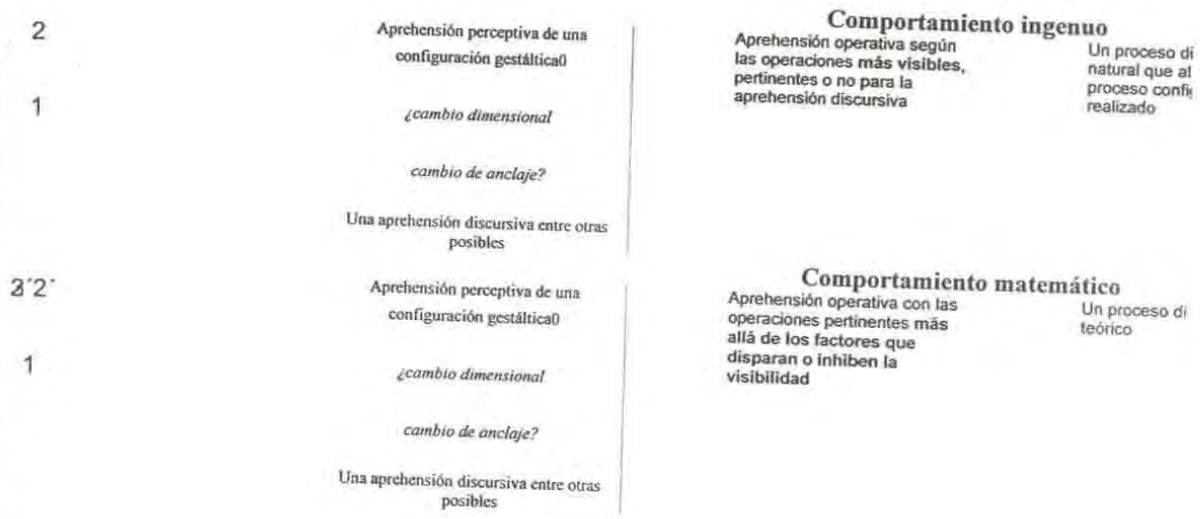 2
Aprehensión perceptiva de una
configuración gestáltica0
1
¿cambio dimensional
cambio de anclaje?
Una aprehensión discursiva entre otras
posibles
Comportamiento ingenuo
Aprehensión operativa según
las operaciones más visibles,
pertinentes o no para la
aprehensión discursiva
Un proceso di
natural que al
proceso config
realizado
2´
Aprehensión perceptiva de una
configuración gestáltica0
1
¿cambio dimensional
cambio de anclaje?
Una aprehensión discursiva entre otras
posibles
Comportamiento matemático
Aprehensión operativa con las
operaciones pertinentes más
allá de los factores que
disparan o inhiben la
visibilidad
Un proceso di
teórico